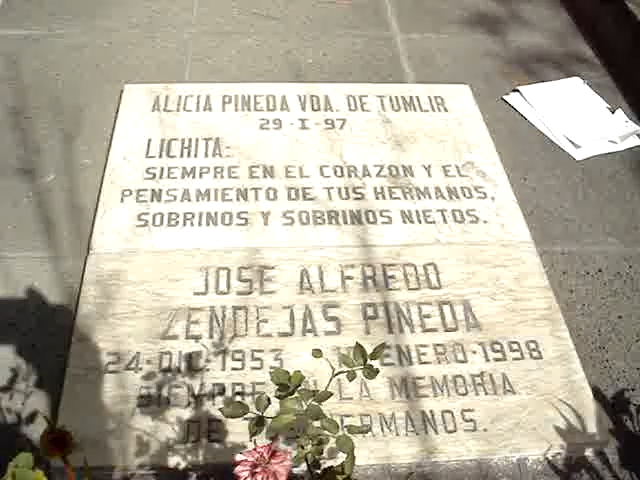 ALICIA PINEDA VDA. DE TUMLIR
29-I-97
LICHITA:
SIEMPRE EN EL CORAZON Y EL
PENSAMIENTO DE TUS HERMANOS,
SOBRINOS Y SOBRINOS NIETOS.
JOSE ALFREDO
ZENDEJAS PINEDA
24-DIC-1953 ENERO-1998
SIEMPRE EN LA MEMORIA
DE HERMANOS.